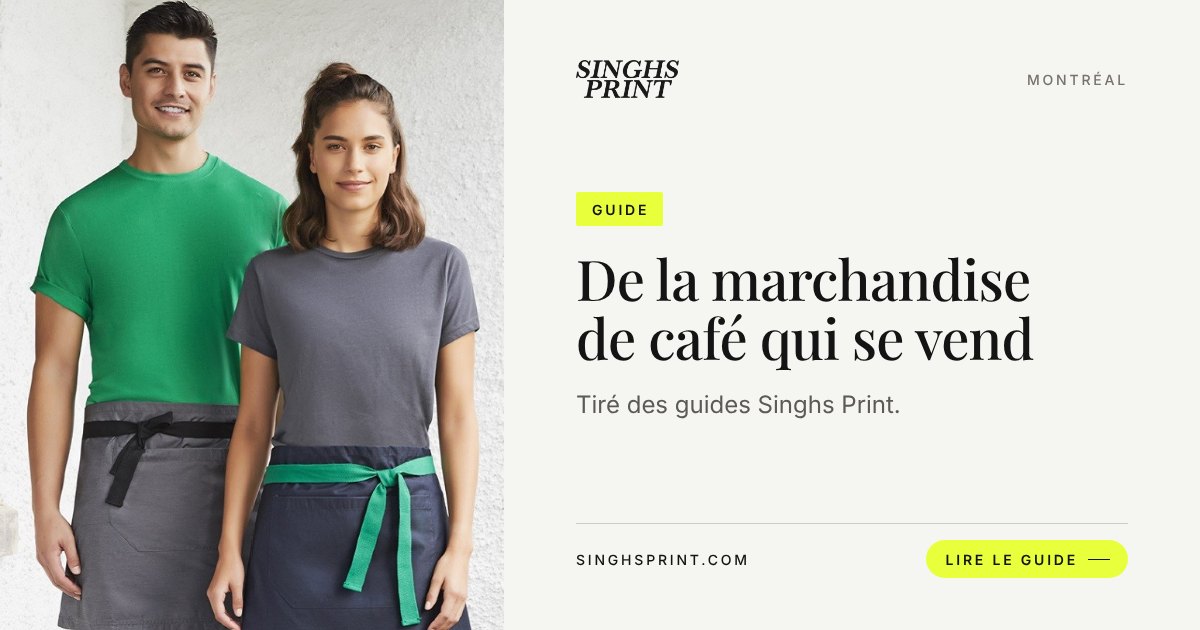 SINGHS
PRINT
MONTRÉAL
GUIDE
De la marchandise
de café qui se vend
Tiré des guides Singhs Print.
SINGHSPRINT.COM
LIRE LE GUIDE